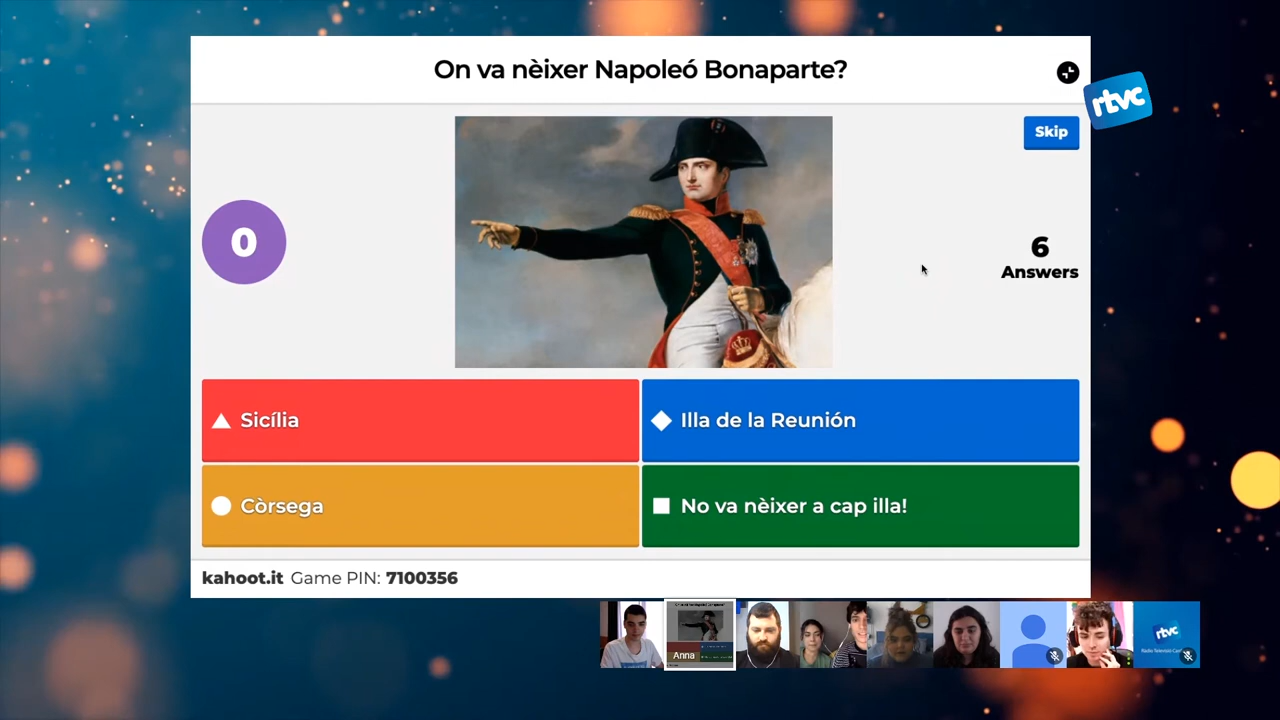 On va nèixer Napoleó Bonaparte?
rtvc
Skip
0
6
Answers
Sicília
Illa de la Reunión
Còrsega
No va nèixer a cap illa!
kahoot.it Game PIN: 7100356
Anna
rtvc